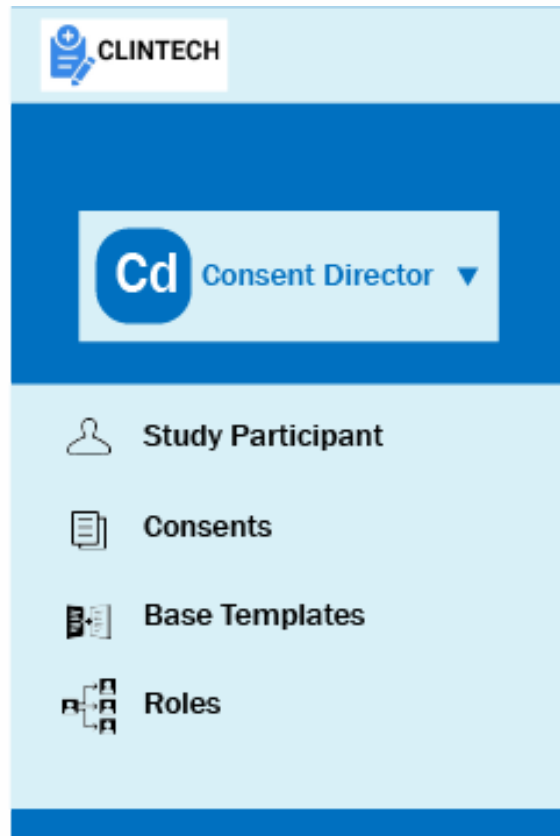 CLINTECH
Cd Consent Director
Study Participant
Consents
Base Templates
Roles